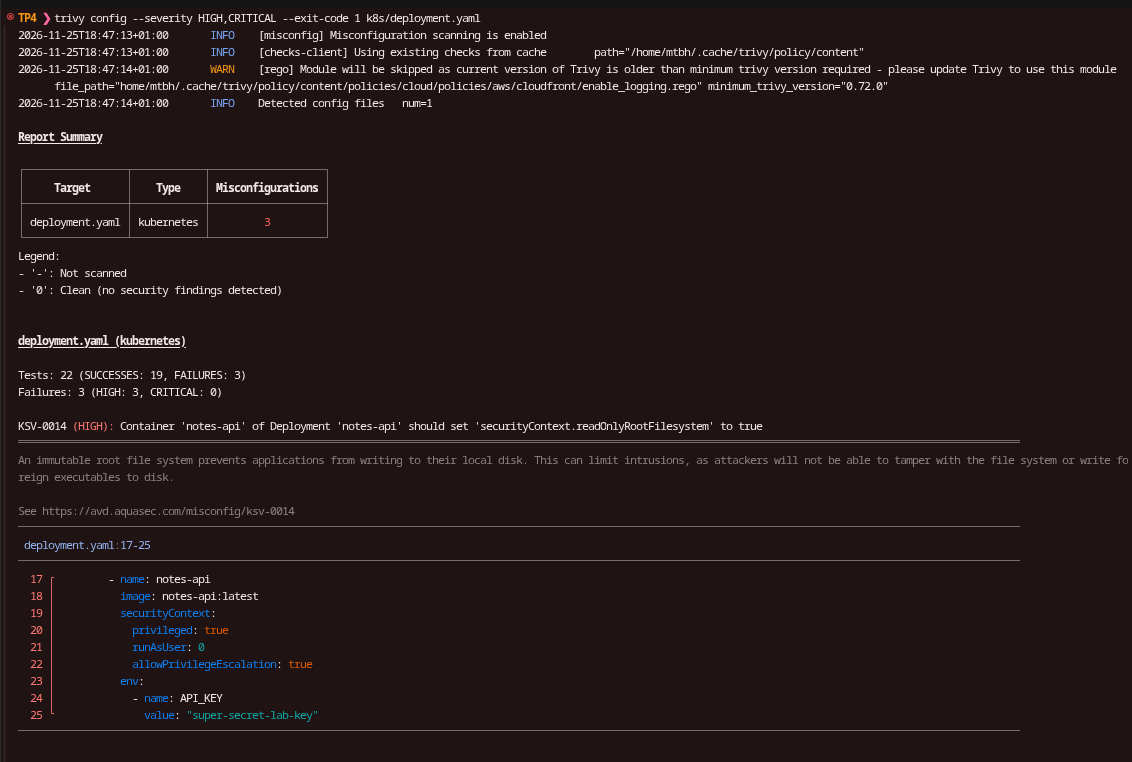 TP4 ❯ trivy config --severity HIGH,CRITICAL --exit-code 1 k8s/deployment.yaml
2026-11-25T18:47:13+01:00 INFO [misconfig] Misconfiguration scanning is enabled
2026-11-25T18:47:13+01:00 INFO [checks-client] Using existing checks from cache path="/home/mtbh/.cache/trivy/policy/content"
2026-11-25T18:47:14+01:00 WARN [rego] Module will be skipped as current version of Trivy is older than minimum trivy version required - please update Trivy to use this module
file_path="home/mtbh/.cache/trivy/policy/content/policies/cloud/policies/aws/cloudfront/enable_logging.rego" minimum_trivy_version="0.72.0"
2026-11-25T18:47:14+01:00 INFO Detected config files num=1
Report Summary
Target Type Misconfigurations
deployment.yaml kubernetes 3
Legend:
- '-': Not scanned
- '0': Clean (no security findings detected)
deployment.yaml (kubernetes)
Tests: 22 (SUCCESSES: 19, FAILURES: 3)
Failures: 3 (HIGH: 3, CRITICAL: 0)
KSV-0014 (HIGH): Container 'notes-api' of Deployment 'notes-api' should set 'securityContext.readOnlyRootFilesystem' to true
An immutable root file system prevents applications from writing to their local disk. This can limit intrusions, as attackers will not be able to tamper with the file system or write fo
reign executables to disk.
See https://avd.aquasec.com/misconfig/ksv-0014
deployment.yaml:17-25
17 - name: notes-api
18 image: notes-api:latest
19 securityContext:
20 privileged: true
21 runAsUser: 0
22 allowPrivilegeEscalation: true
23 env:
24 - name: API_KEY
25 value: "super-secret-lab-key"